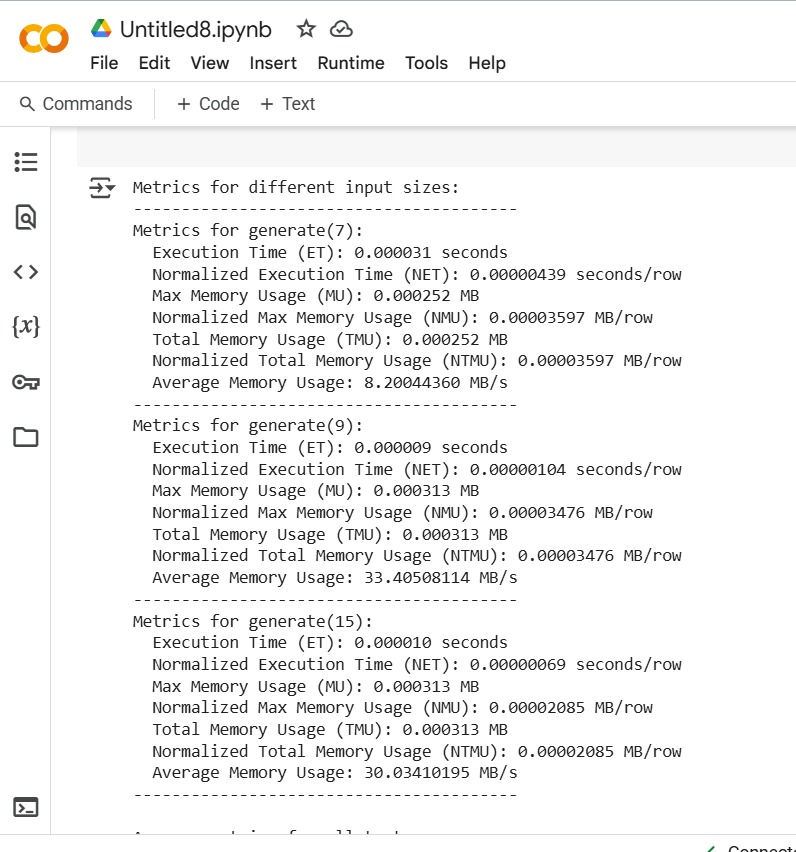 Untitled8.ipynb
File Edit View Insert Runtime Tools Help
Commands + Code + Text
Metrics for different input sizes:
----------------------------------------
Metrics for generate(7):
Execution Time (ET): 0.000031 seconds
Normalized Execution Time (NET): 0.00000439 seconds/row
Max Memory Usage (MU): 0.000252 MB
Normalized Max Memory Usage (NMU): 0.00003597 MB/row
Total Memory Usage (TMU): 0.000252 MB
Normalized Total Memory Usage (NTMU): 0.00003597 MB/row
Average Memory Usage: 8.20044360 MB/s
----------------------------------------
Metrics for generate(9):
Execution Time (ET): 0.000009 seconds
Normalized Execution Time (NET): 0.00000104 seconds/row
Max Memory Usage (MU): 0.000313 MB
Normalized Max Memory Usage (NMU): 0.00003476 MB/row
Total Memory Usage (TMU): 0.000313 MB
Normalized Total Memory Usage (NTMU): 0.00003476 MB/row
Average Memory Usage: 33.40508114 MB/s
----------------------------------------
Metrics for generate(15):
Execution Time (ET): 0.000010 seconds
Normalized Execution Time (NET): 0.00000069 seconds/row
Max Memory Usage (MU): 0.000313 MB
Normalized Max Memory Usage (NMU): 0.00002085 MB/row
Total Memory Usage (TMU): 0.000313 MB
Normalized Total Memory Usage (NTMU): 0.00002085 MB/row
Average Memory Usage: 30.03410195 MB/s
----------------------------------------